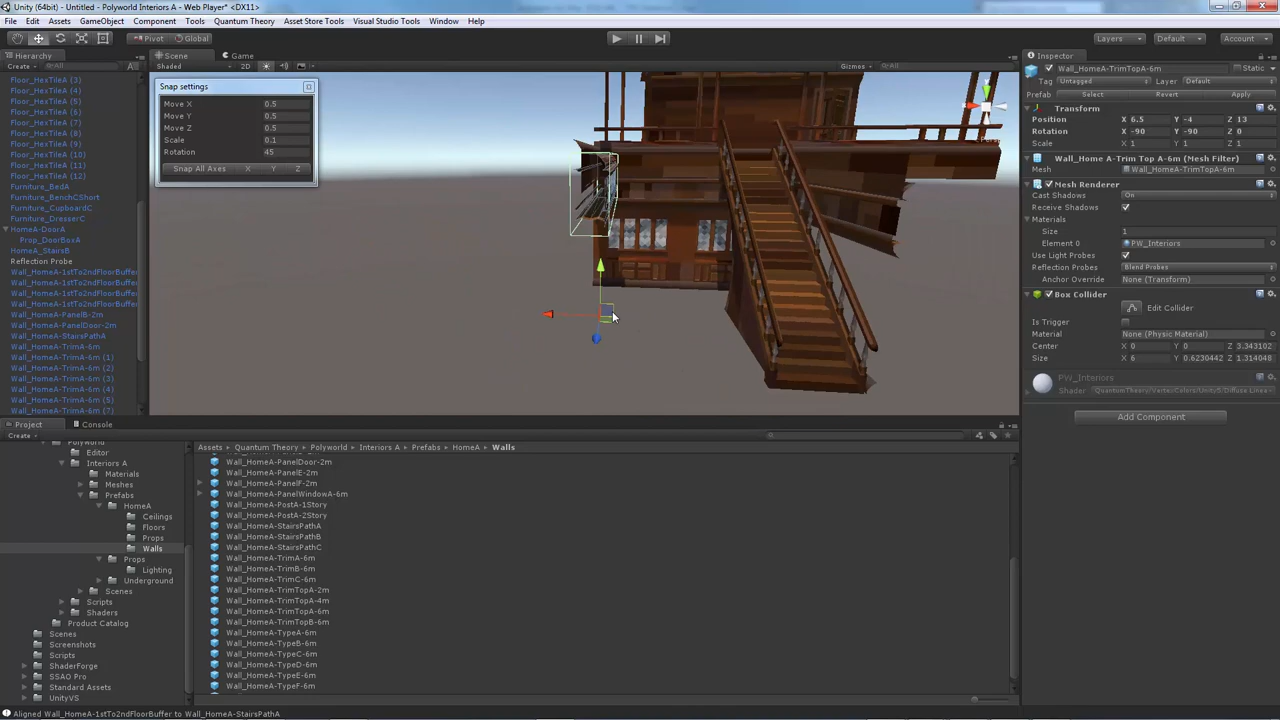 Unity (64bit) - Untitled - Polyworld Interiors A - Web Player* <DX11>
File Edit Assets GameObject Component Tools Quantum Theory Asset Store Tools Visual Studio Tools Window Help
Pivot Global Layers Default Account
Hierarchy Scene Game Inspector
Create All Shaded 2D Gizmos All
Wall_HomeA-TrimTopA-6m Static
Tag Untagged Layer Default
Prefab Select Revert Apply
Floor_HexTileA (3)
Floor_HexTileA (4)
Floor_HexTileA (5)
Floor_HexTileA (6)
Floor_HexTileA (7)
Floor_HexTileA (8)
Floor_HexTileA (9)
Floor_HexTileA (10)
Floor_HexTileA (11)
Floor_HexTileA (12)
Furniture_BedA
Furniture_BenchCShort
Furniture_CupboardC
Furniture_DresserC
HomeA-DoorA
Prop_DoorBoxA
HomeA_StairsB
Reflection Probe
Wall_HomeA-1stTo2ndFloorBuffer
Wall_HomeA-1stTo2ndFloorBuffer
Wall_HomeA-1stTo2ndFloorBuffer
Wall_HomeA-1stTo2ndFloorBuffer
Wall_HomeA-PanelB-2m
Wall_HomeA-PanelDoor-2m
Wall_HomeA-StairsPathA
Wall_HomeA-TrimA-6m
Wall_HomeA-TrimA-6m (1)
Wall_HomeA-TrimA-6m (2)
Wall_HomeA-TrimA-6m (3)
Wall_HomeA-TrimA-6m (4)
Wall_HomeA-TrimA-6m (5)
Wall_HomeA-TrimA-6m (7)
Snap settings
Move X 0.5
Move Y 0.5
Move Z 0.5
Scale 0.1
Rotation 45
Snap All Axes X Y Z
Transform
Position X 6.5 Y -4 Z 13
Rotation X -90 Y -90 Z 0
Scale X 1 Y 1 Z 1
Wall_Home A-Trim Top A-6m (Mesh Filter)
Mesh Wall_HomeA-TrimTopA-6m
Mesh Renderer
Cast Shadows On
Receive Shadows
Materials
Size 1
Element 0 PW_Interiors
Use Light Probes
Reflection Probes Blend Probes
Anchor Override None (Transform)
Box Collider
Edit Collider
Is Trigger
Material None (Physic Material)
Center X 0 Y 0 Z 3.343102
Size X 6 Y 0.6230442 Z 1.314048
PW_Interiors
Shader QuantumTheory/VertexColors/Unity5/Diffuse Linea
Add Component
Project Console
Create
Polyworld
Editor
Interiors A
Materials
Meshes
Prefabs
HomeA
Ceilings
Floors
Props
Walls
Props
Lighting
Underground
Scenes
Scripts
Shaders
Product Catalog
Scenes
Screenshots
Scripts
ShaderForge
SSAO Pro
Standard Assets
UnityVS
Assets Quantum Theory Polyworld Interiors A Prefabs HomeA Walls
Wall_HomeA-PanelDoor-2m
Wall_HomeA-PanelE-2m
Wall_HomeA-PanelF-2m
Wall_HomeA-PanelWindowA-6m
Wall_HomeA-PostA-1Story
Wall_HomeA-PostA-2Story
Wall_HomeA-StairsPathA
Wall_HomeA-StairsPathB
Wall_HomeA-StairsPathC
Wall_HomeA-TrimA-6m
Wall_HomeA-TrimB-6m
Wall_HomeA-TrimC-6m
Wall_HomeA-TrimTopA-2m
Wall_HomeA-TrimTopA-4m
Wall_HomeA-TrimTopA-6m
Wall_HomeA-TrimTopB-6m
Wall_HomeA-TypeA-6m
Wall_HomeA-TypeB-6m
Wall_HomeA-TypeC-6m
Wall_HomeA-TypeD-6m
Wall_HomeA-TypeE-6m
Wall_HomeA-TypeF-6m
Aligned Wall_HomeA-1stTo2ndFloorBuffer to Wall_HomeA-StairsPathA